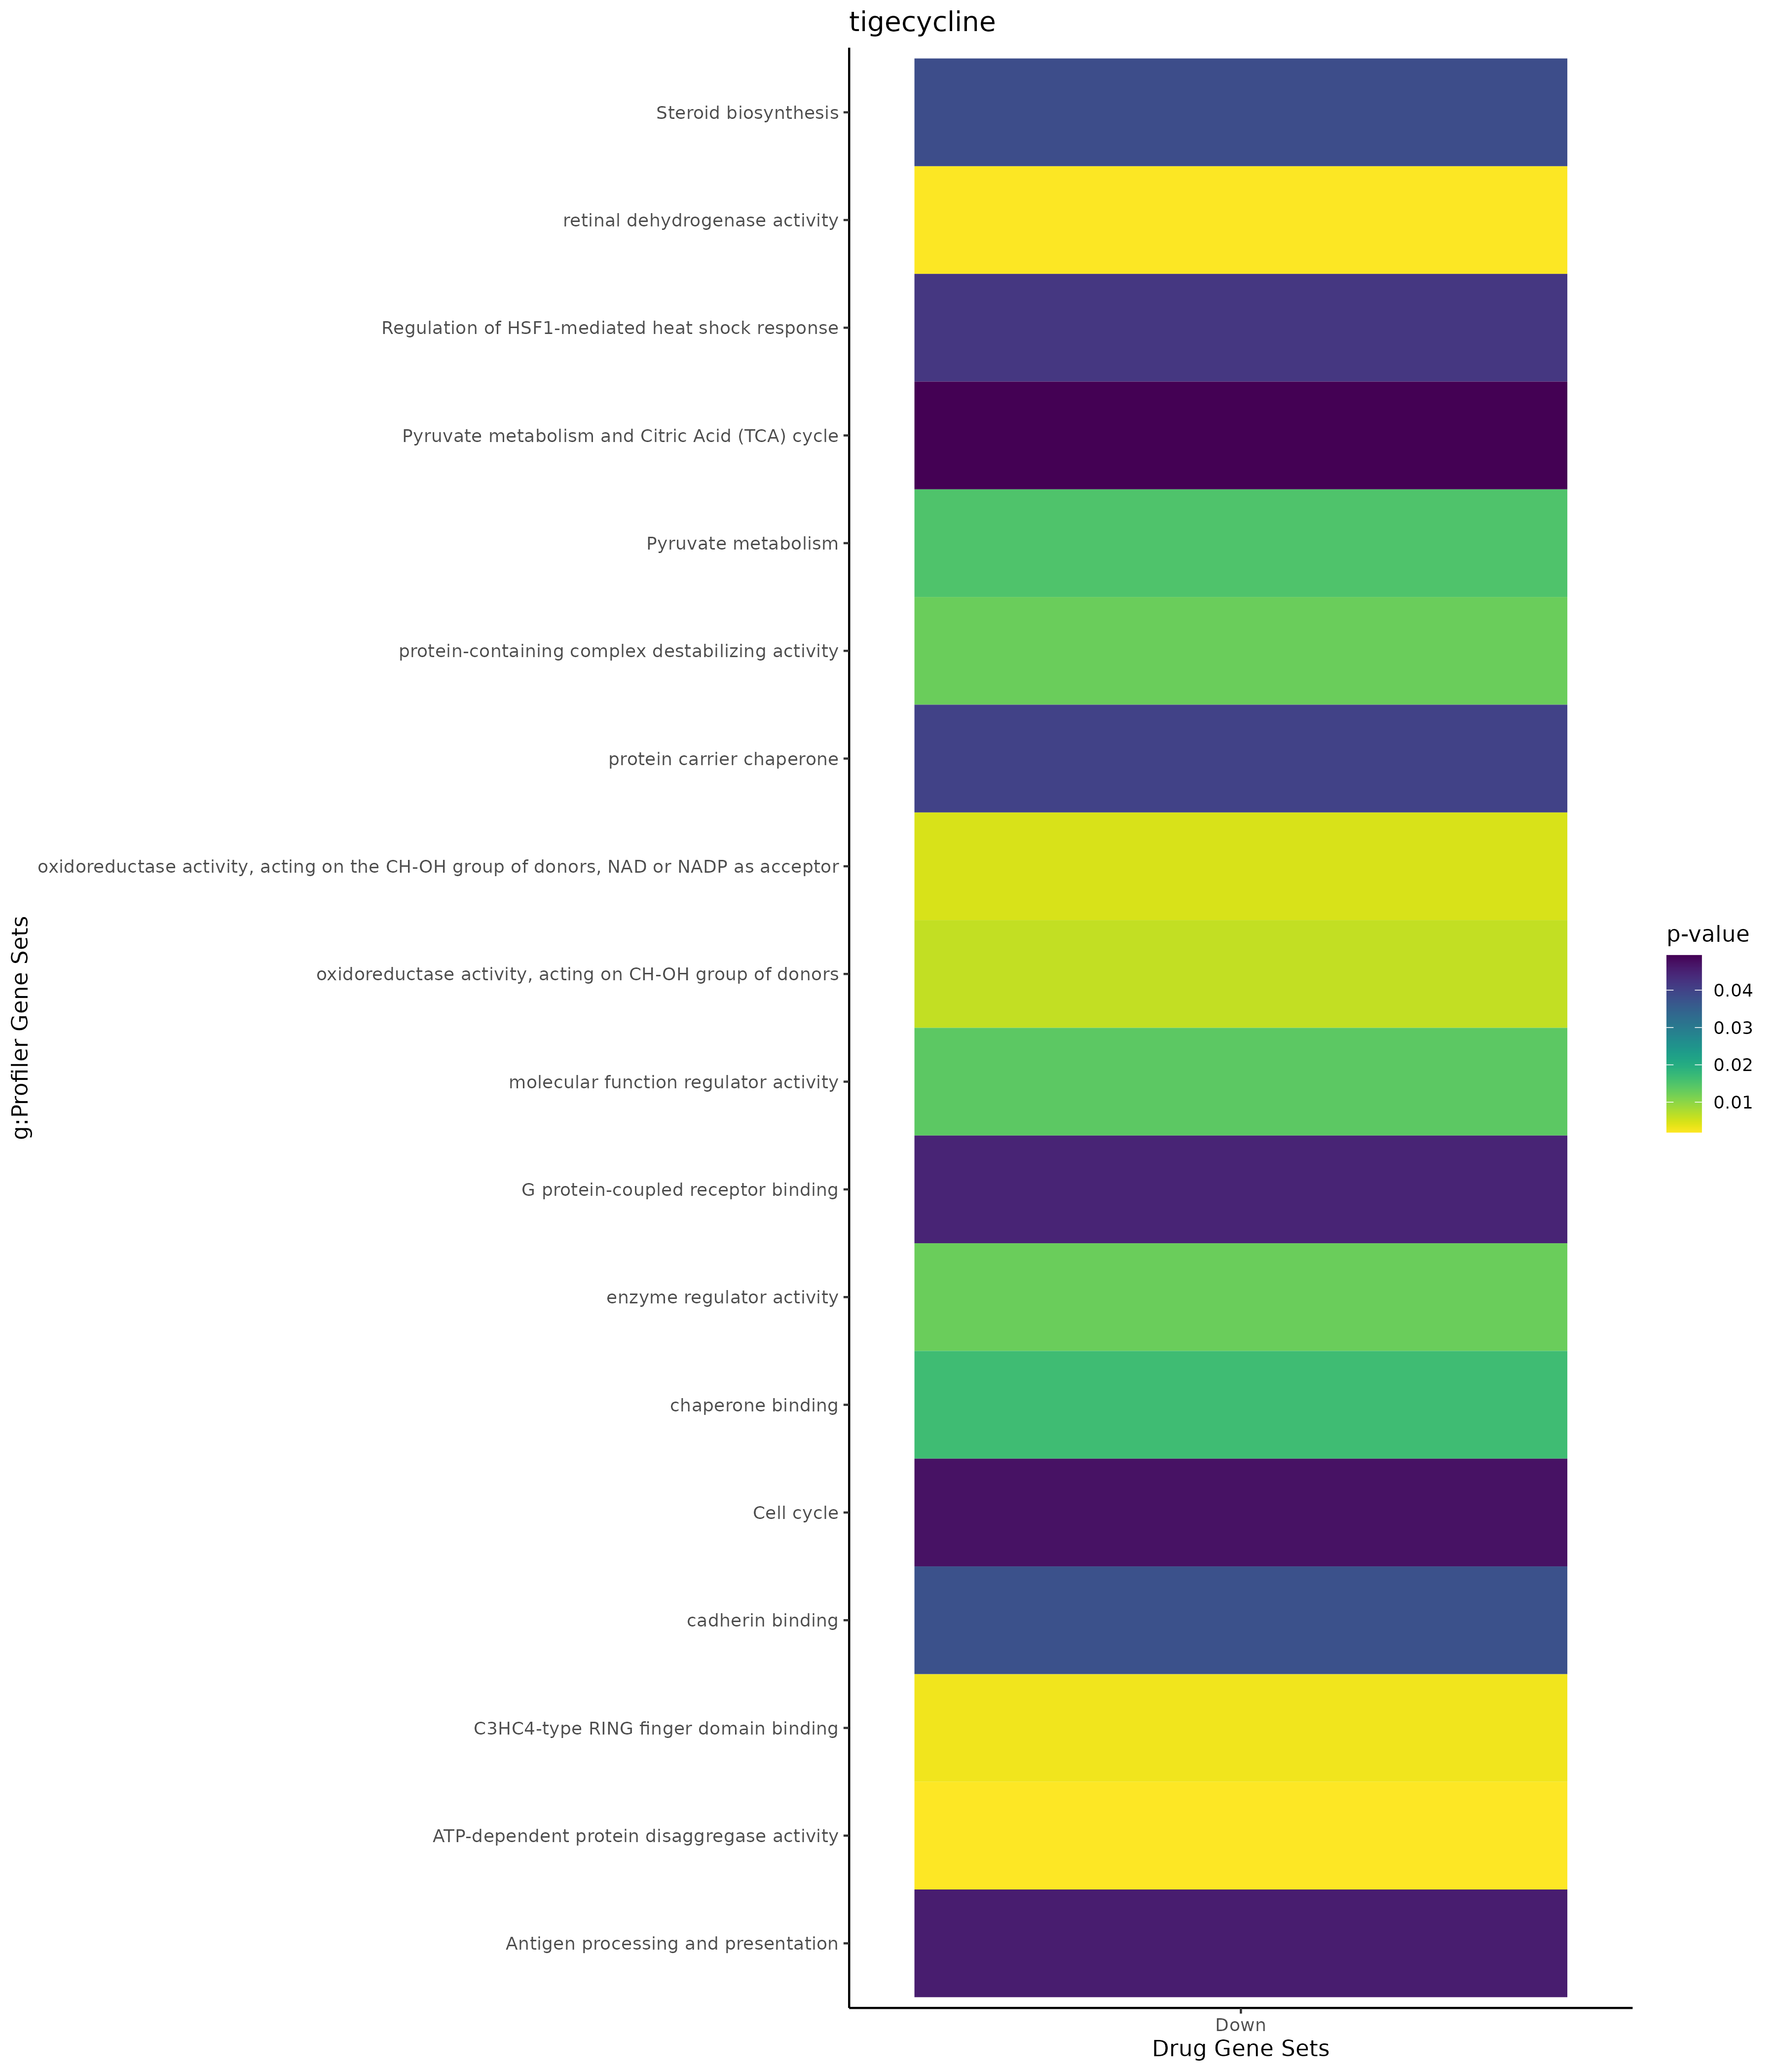 tigecycline
Steroid biosynthesis
retinal dehydrogenase activity
Regulation of HSF1-mediated heat shock response
Pyruvate metabolism and Citric Acid (TCA) cycle
Pyruvate metabolism
protein-containing complex destabilizing activity
protein carrier chaperone
oxidoreductase activity, acting on the CH-OH group of donors, NAD or NADP as acceptor
oxidoreductase activity, acting on CH-OH group of donors
molecular function regulator activity
G protein-coupled receptor binding
enzyme regulator activity
chaperone binding
Cell cycle
cadherin binding
C3HC4-type RING finger domain binding
ATP-dependent protein disaggregase activity
Antigen processing and presentation
g:Profiler Gene Sets
Down
Drug Gene Sets
p-value
0.04
0.03
0.02
0.01